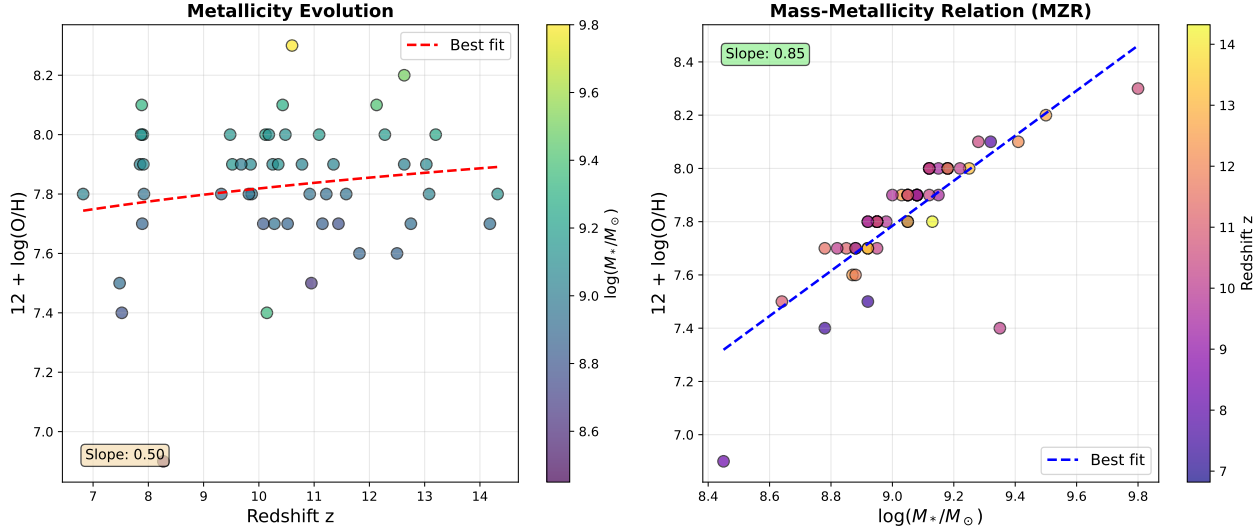 Metallicity Evolution
Best fit
Slope: 0.50
12 + log(O/H)
8.2
8.0
7.8
7.6
7.4
7.2
7.0
7 8 9 10 11 12 13 14
Redshift z
9.8
9.6
9.4
9.2
9.0
8.8
8.6
log(M*/M⊙)
Mass-Metallicity Relation (MZR)
Slope: 0.85
Best fit
12 + log(O/H)
8.4
8.2
8.0
7.8
7.6
7.4
7.2
7.0
8.4 8.6 8.8 9.0 9.2 9.4 9.6 9.8
log(M*/M⊙)
14
13
12
11
10
9
8
7
Redshift z